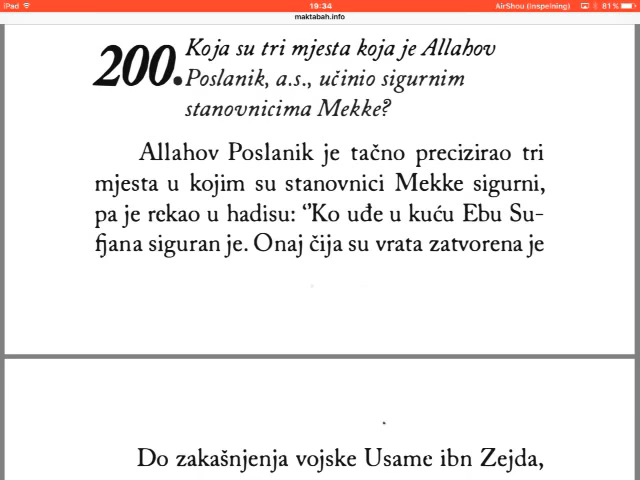 iPad 19:34 AirShou (Inspelning) 81 %
maktabah.info
200. Koja su tri mjesta koja je Allahov
Poslanik, a.s., učinio sigurnim
stanovnicima Mekke?
Allahov Poslanik je tačno precizirao tri
mjesta u kojim su stanovnici Mekke sigurni,
pa je rekao u hadisu: “Ko uđe u kuću Ebu Su-
fjana siguran je. Onaj čija su vrata zatvorena je
Do zakašnjenja vojske Usame ibn Zejda,